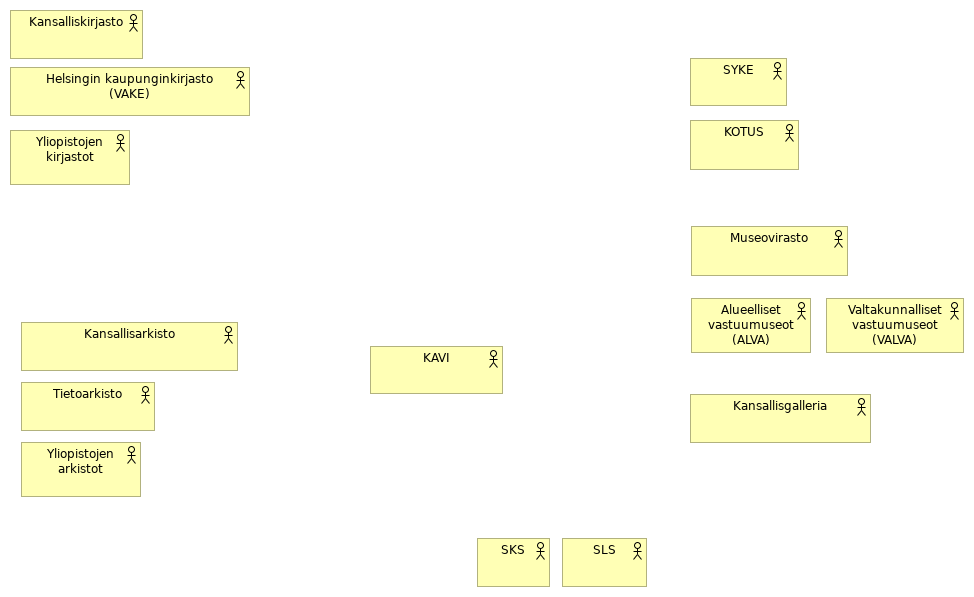 Kansalliskirjasto
Helsingin kaupunginkirjasto
(VAKE)
Yliopistojen
kirjastot
SYKE
KOTUS
Museovirasto
Alueelliset
vastuumuseot
(ALVA)
Valtakunnalliset
vastuumuseot
(VALVA)
Kansallisarkisto
Tietoarkisto
Yliopistojen
arkistot
KAVI
Kansallisgalleria
SKS
SLS